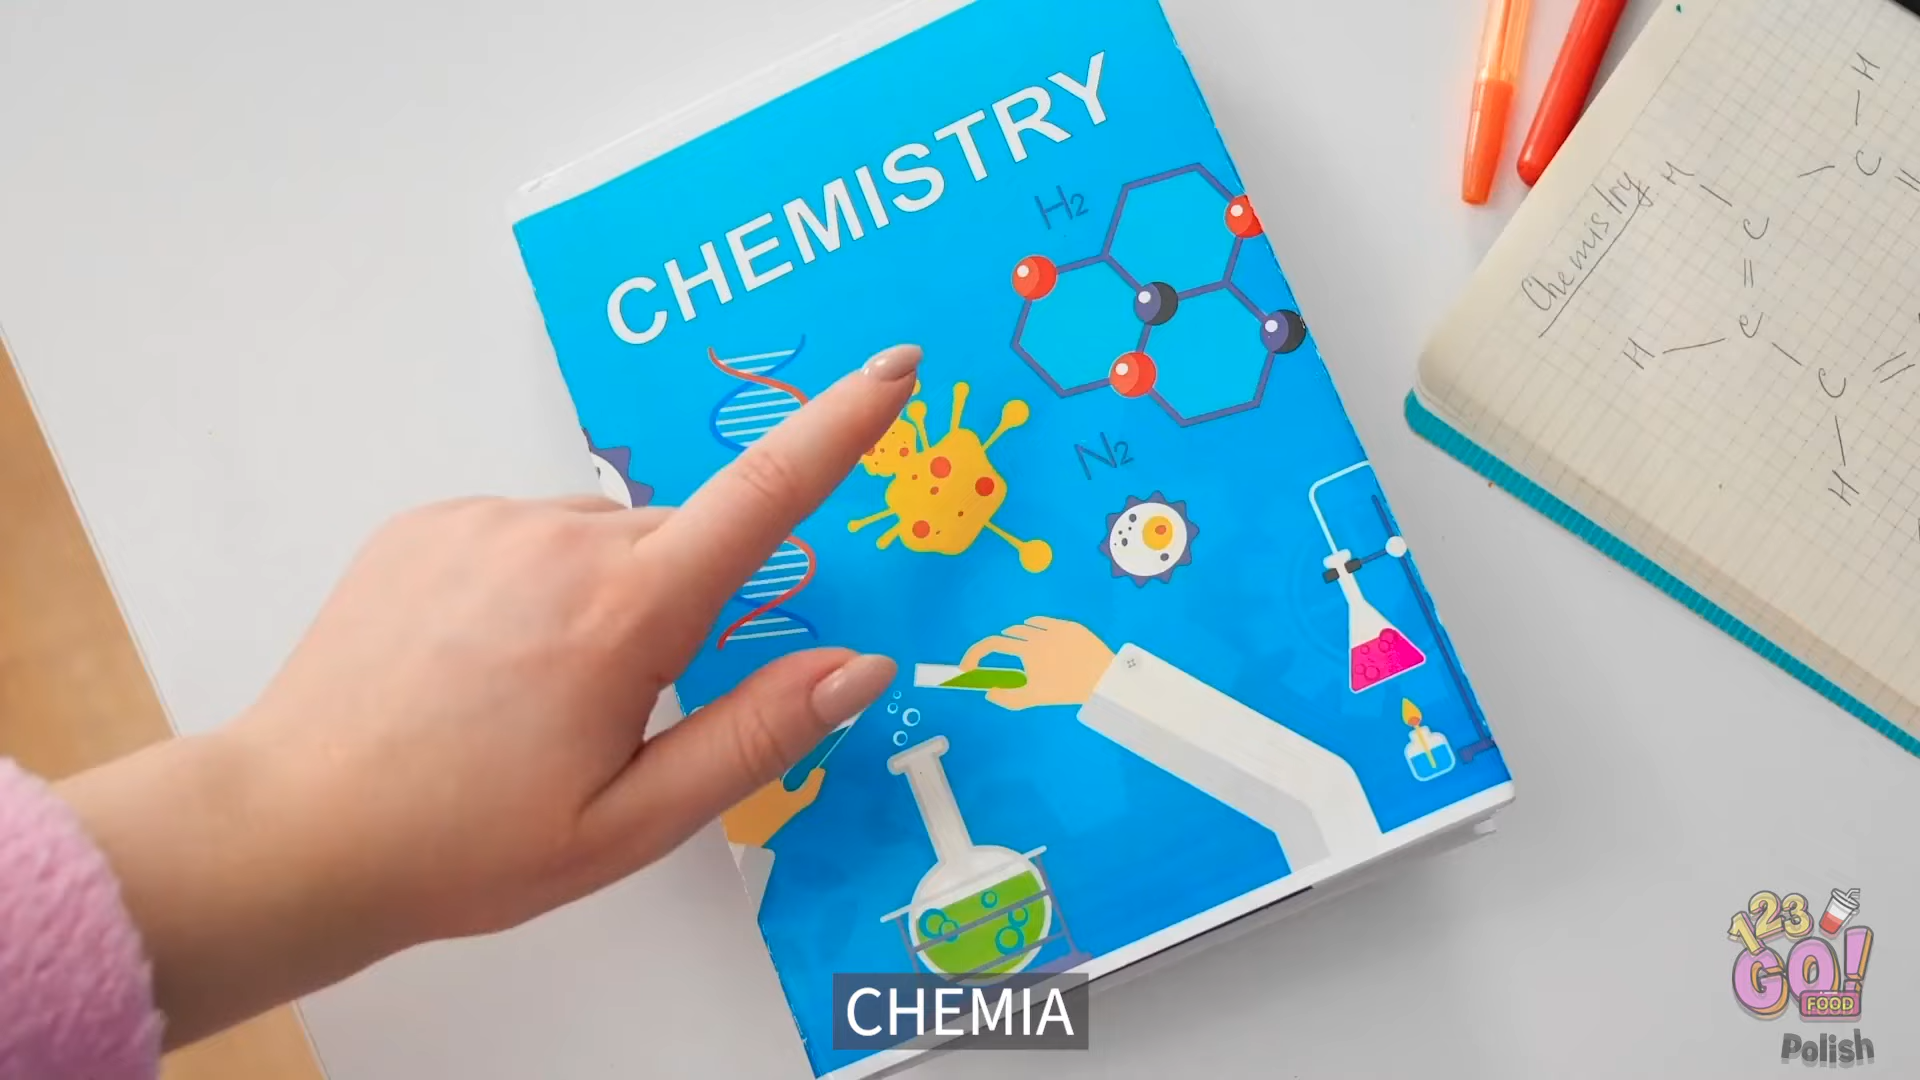 CHEMISTRY
H2
N2
Chemistry
H
C
H
C
H
C
C
H
CHEMIA
123
GO!
FOOD
Polish